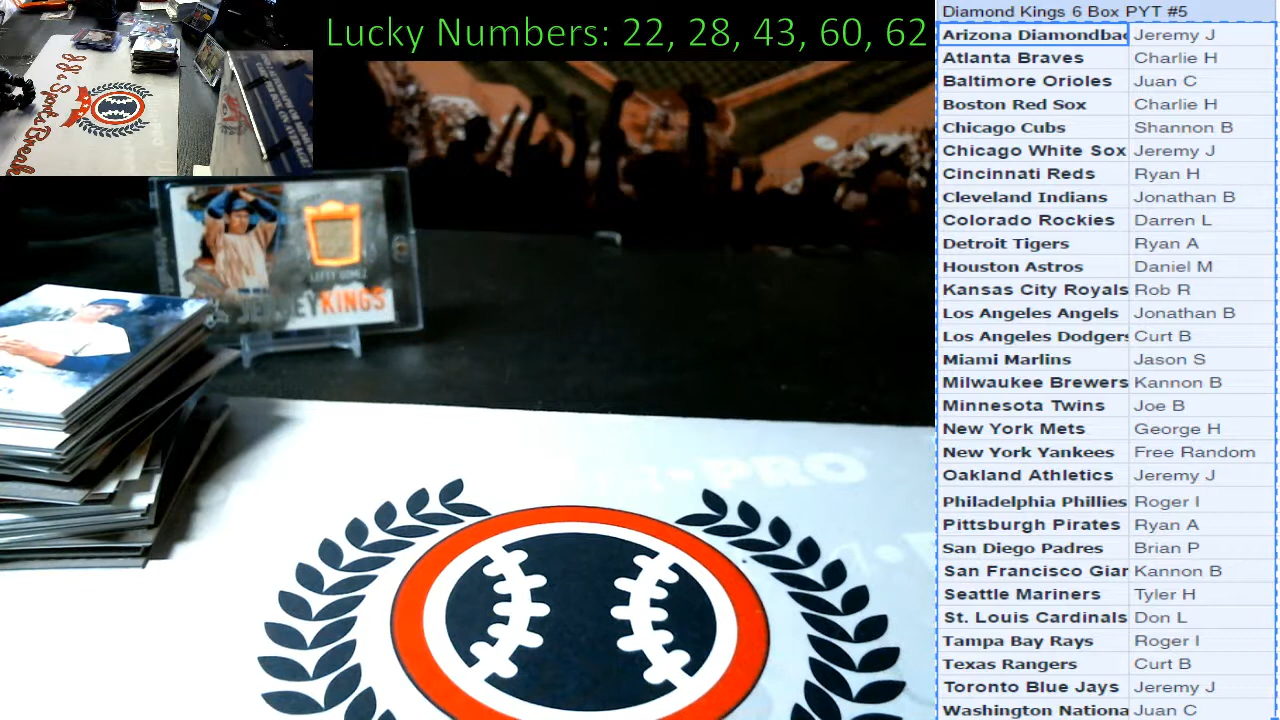 Lucky Numbers: 22, 28, 43, 60, 62
Diamond Kings 6 Box PYT #5
Arizona Diamondbac Jeremy J
Atlanta Braves Charlie H
Baltimore Orioles Juan C
Boston Red Sox Charlie H
Chicago Cubs Shannon B
Chicago White Sox Jeremy J
Cincinnati Reds Ryan H
Cleveland Indians Jonathan B
Colorado Rockies Darren L
Detroit Tigers Ryan A
Houston Astros Daniel M
Kansas City Royals Rob R
Los Angeles Angels Jonathan B
Los Angeles Dodgers Curt B
Miami Marlins Jason S
Milwaukee Brewers Kannon B
Minnesota Twins Joe B
New York Mets George H
New York Yankees Free Random
Oakland Athletics Jeremy J
Philadelphia Phillies Roger I
Pittsburgh Pirates Ryan A
San Diego Padres Brian P
San Francisco Gian Kannon B
Seattle Mariners Tyler H
St. Louis Cardinals Don L
Tampa Bay Rays Roger I
Texas Rangers Curt B
Toronto Blue Jays Jeremy J
Washington Nationa Juan C
LEFTY GOMEZ
JERSEY KINGS
PRO